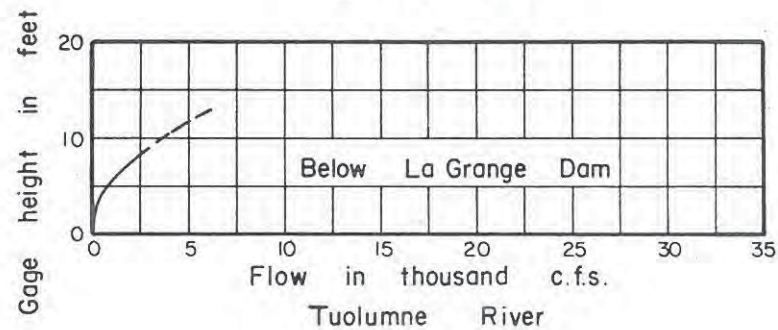 Gage height in feet
20
10
0
0 5 10 15 20 25 30 35
Below La Grange Dam
Flow in thousand c.f.s.
Tuolumne River